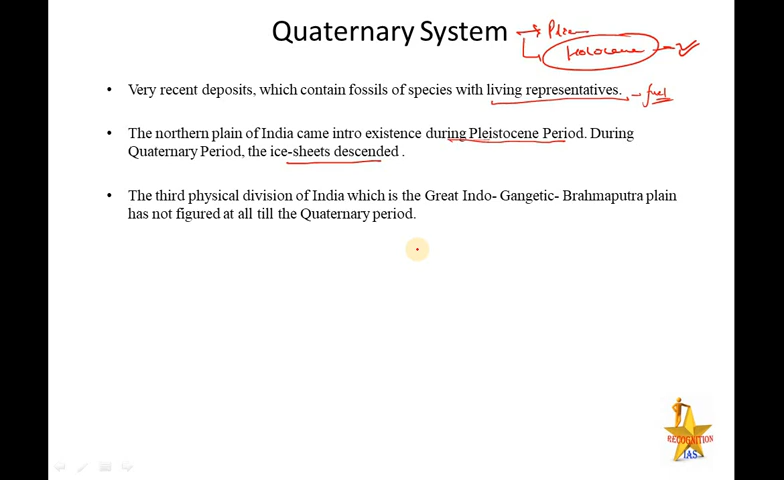 Quaternary System
Holocene
Very recent deposits, which contain fossils of species with living representatives. - fuel
The northern plain of India came intro existence during Pleistocene Period. During
Quaternary Period, the ice-sheets descended .
The third physical division of India which is the Great Indo- Gangetic- Brahmaputra plain
has not figured at all till the Quaternary period.
RECOGNITION
IAS